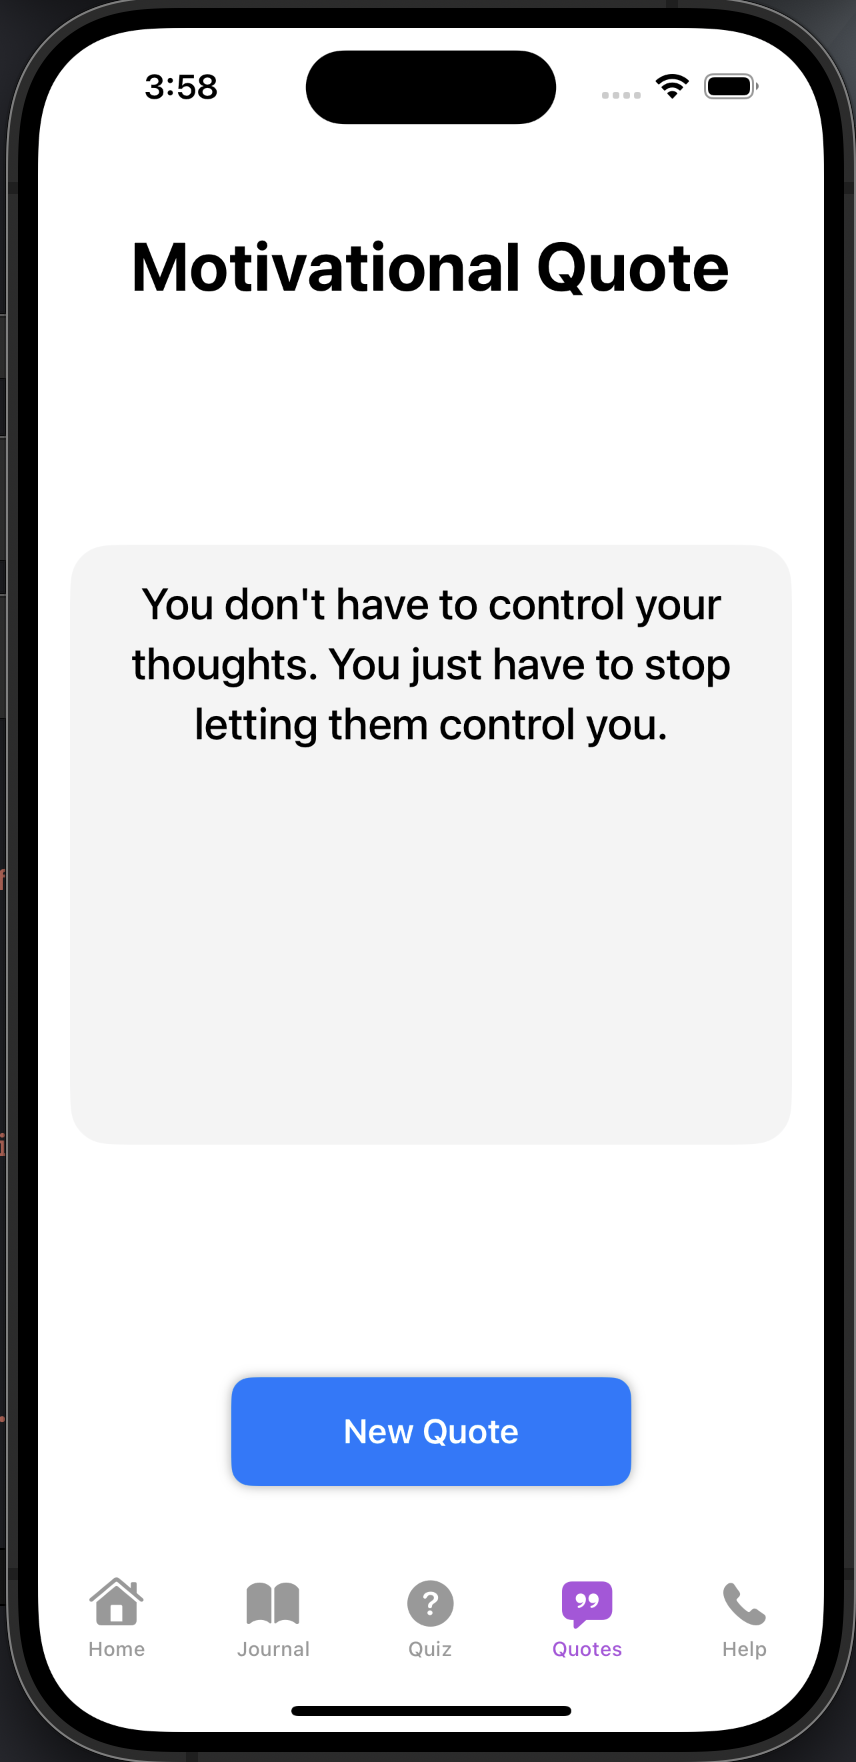 3:58
Motivational Quote
You don't have to control your
thoughts. You just have to stop
letting them control you.
New Quote
Home Journal Quiz Quotes Help